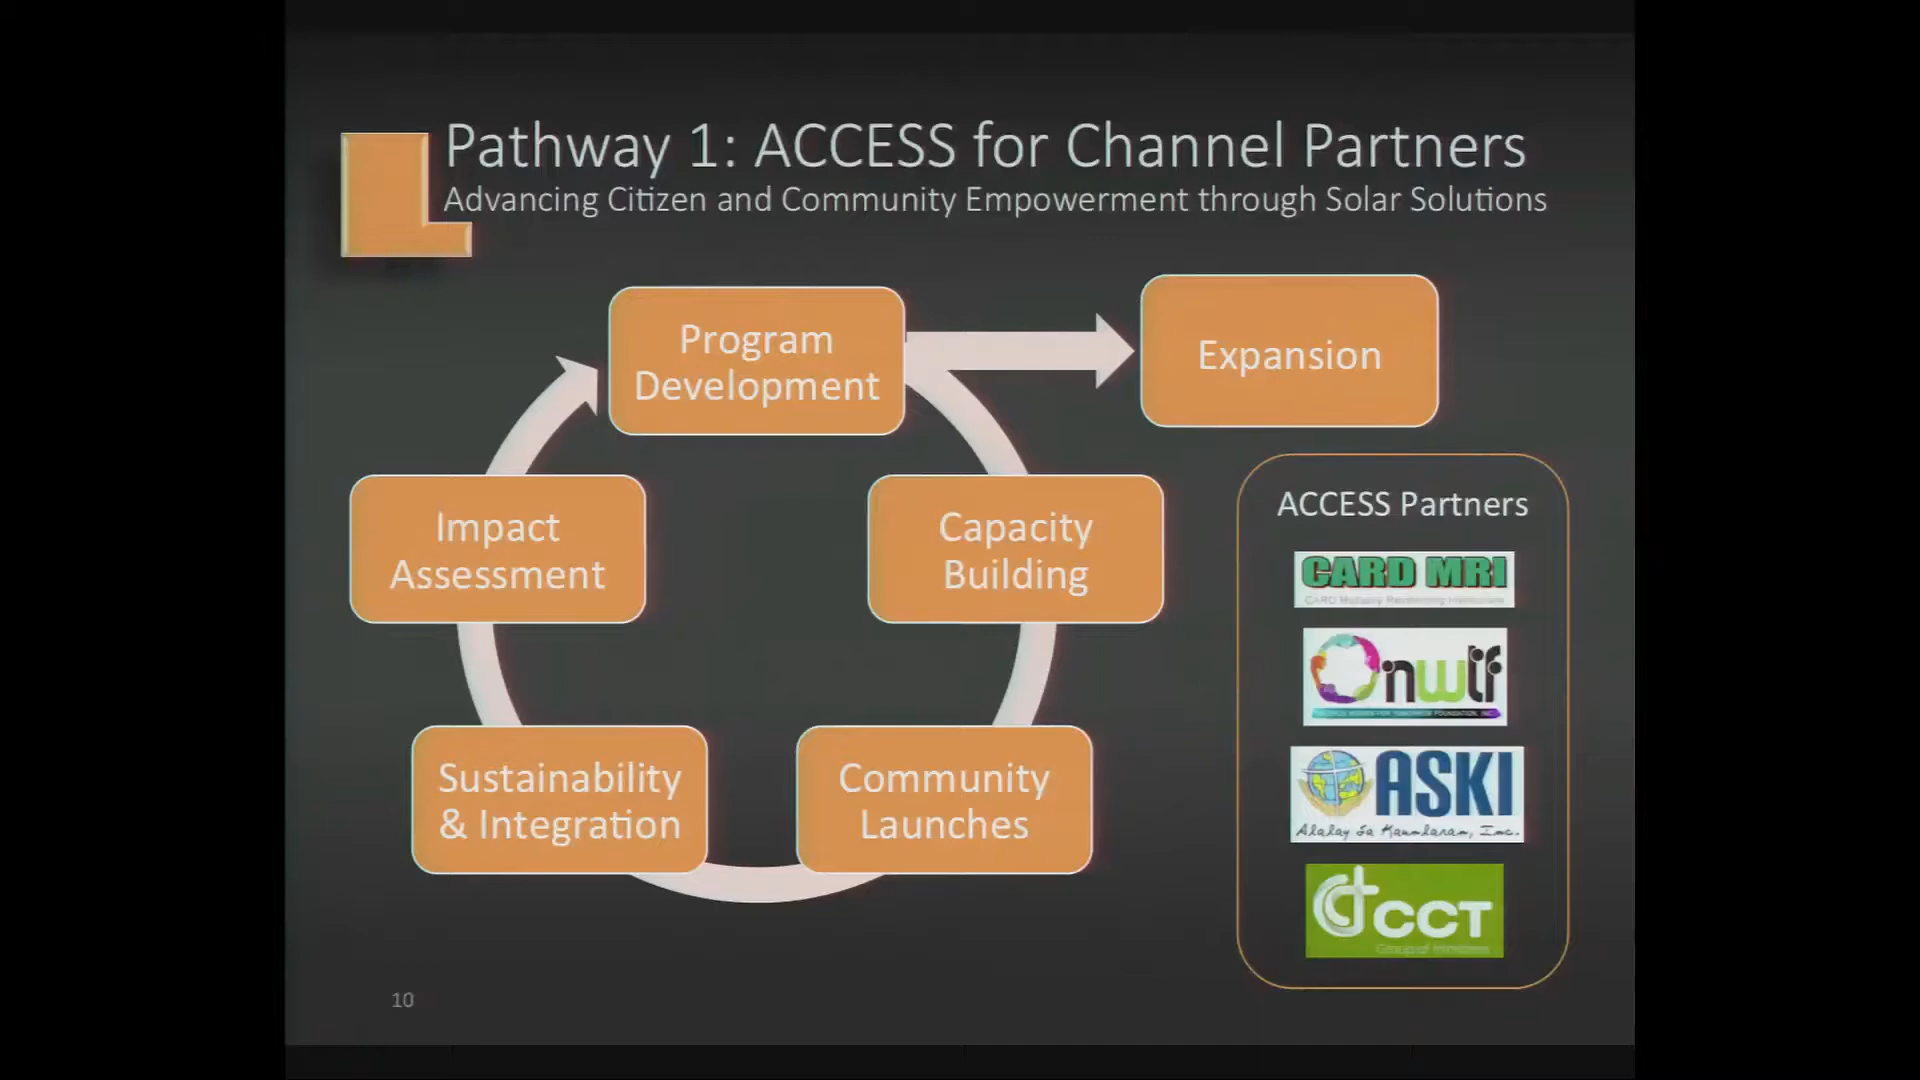 Pathway 1: ACCESS for Channel Partners
Advancing Citizen and Community Empowerment through Solar Solutions
Program
Development
Expansion
Impact
Assessment
Capacity
Building
Sustainability
& Integration
Community
Launches
ACCESS Partners
CARD MRI
nwtf
ASKI
Alalay Sa Kaunlaran, Inc.
CCT
10